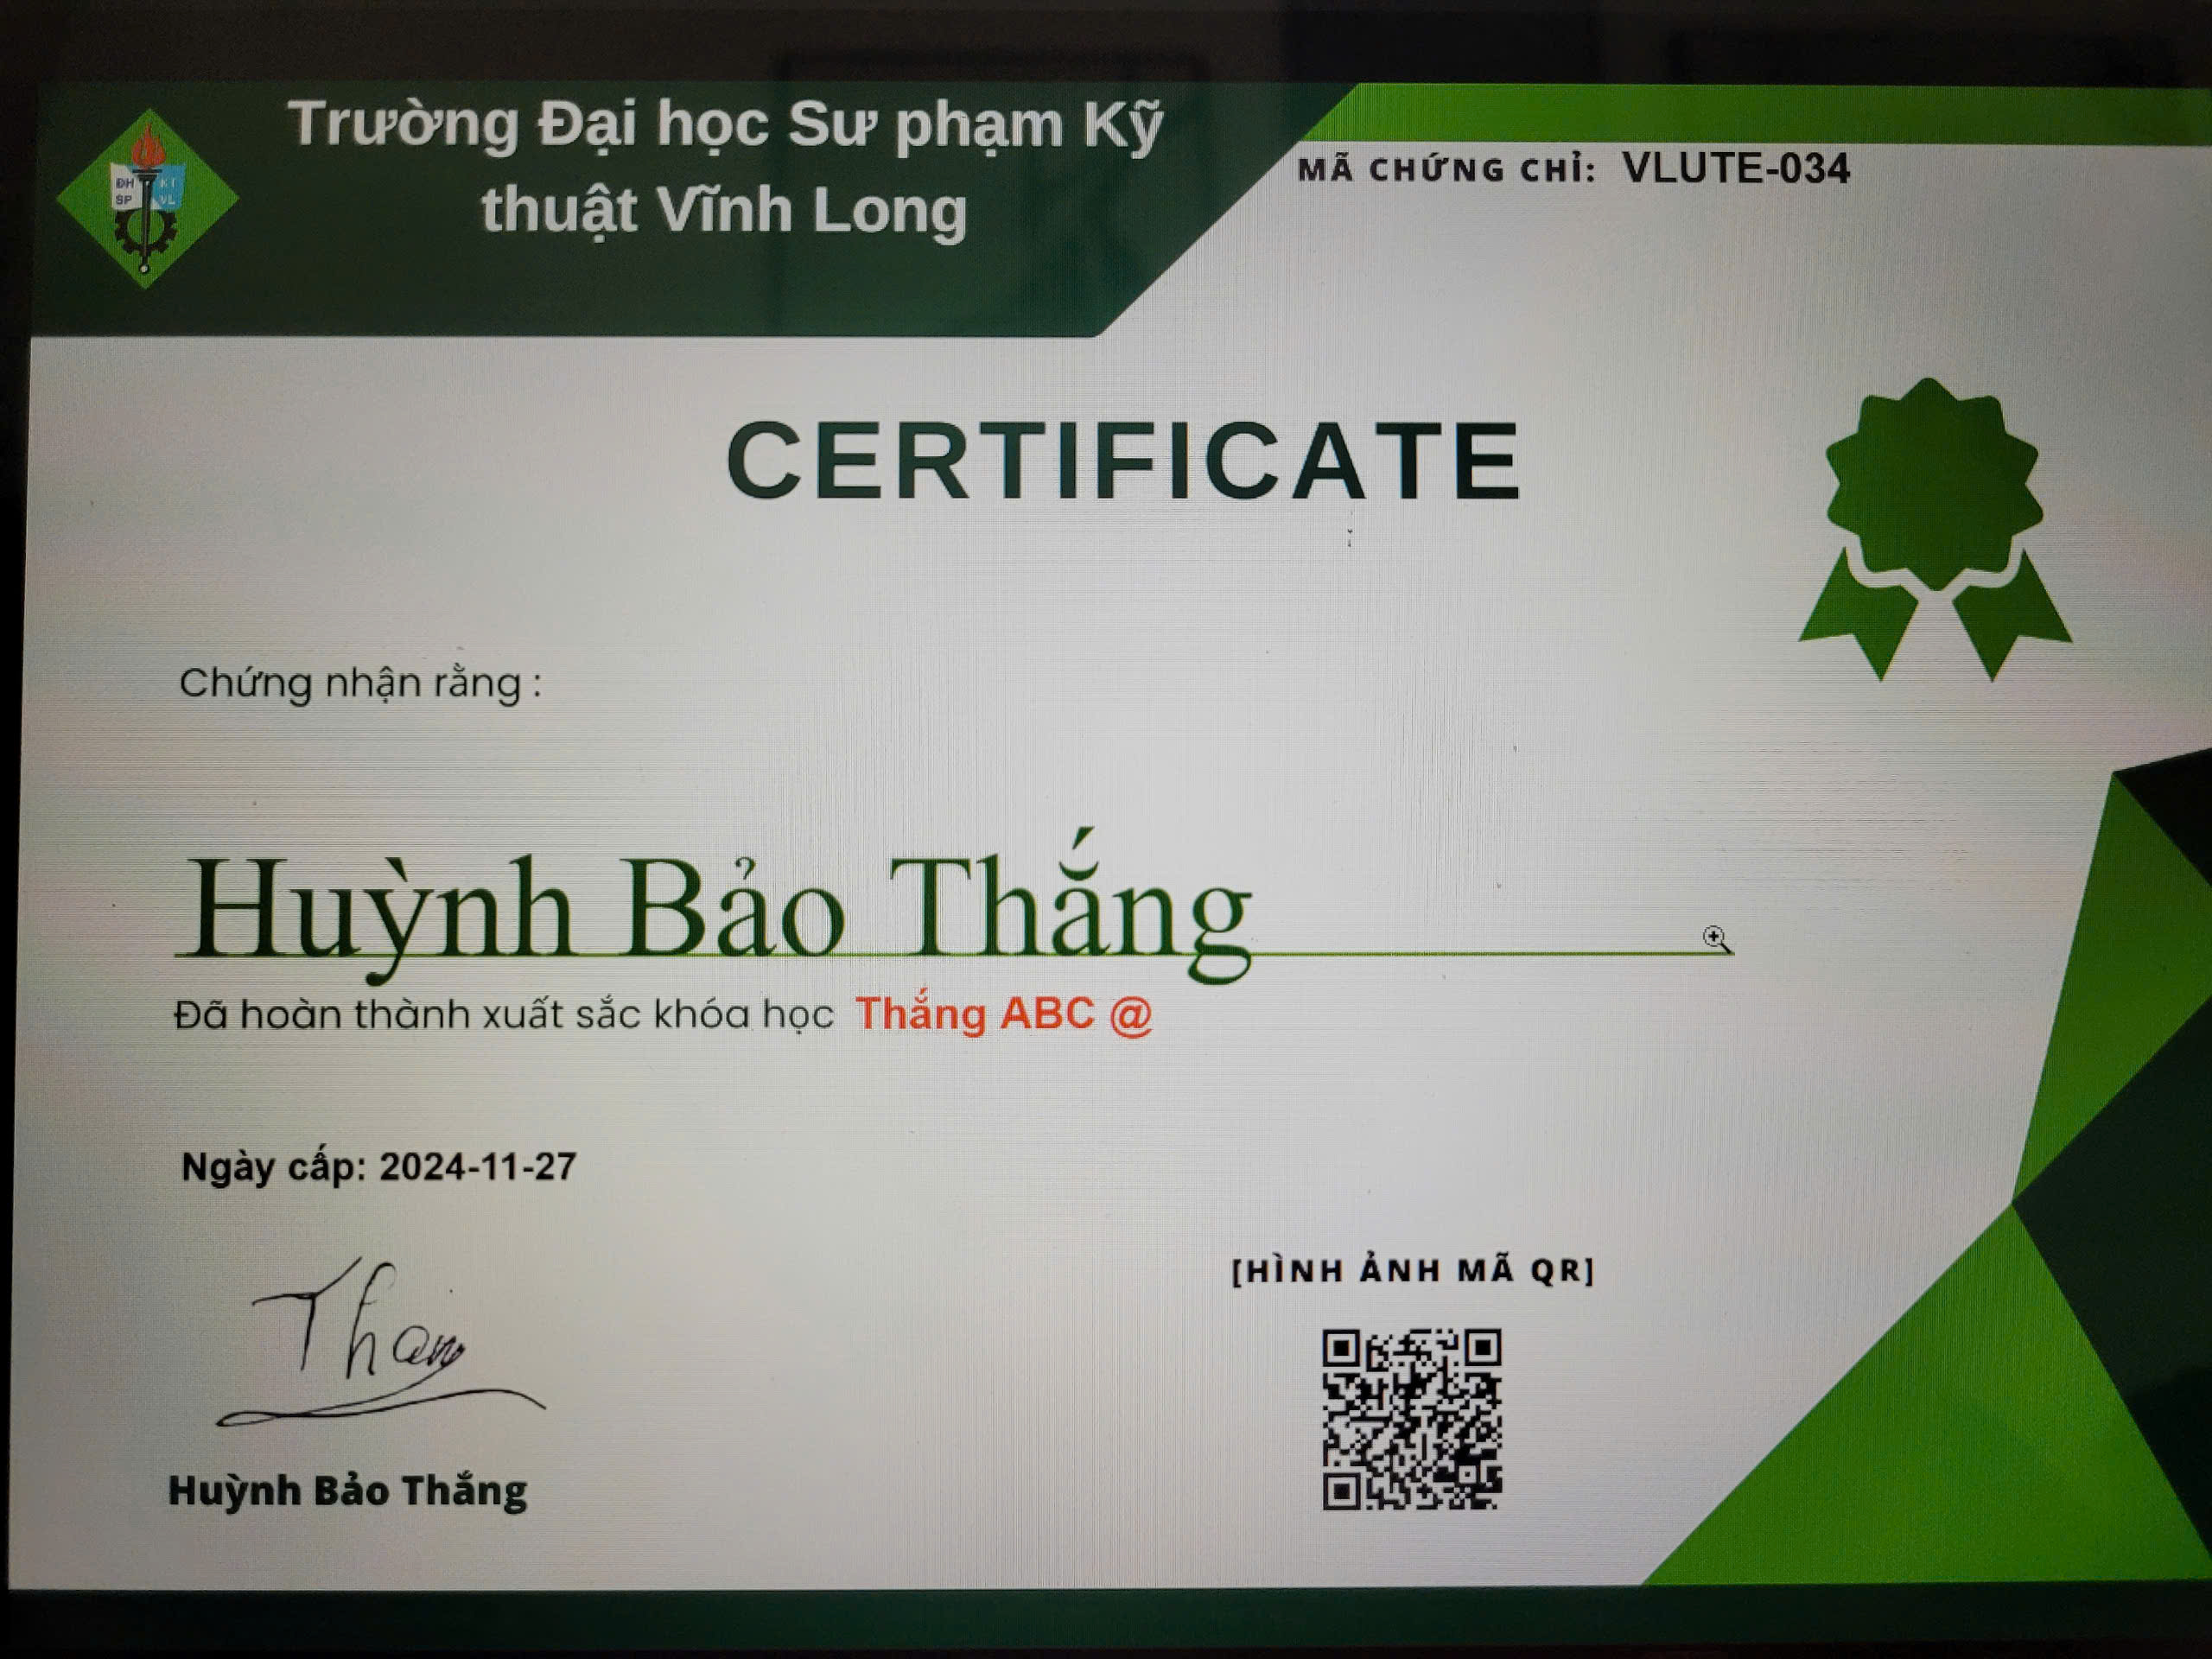 ĐH KT
SP VL
Trường Đại học Sư phạm Kỹ
thuật Vĩnh Long
MÃ CHỨNG CHỈ: VLUTE-034
CERTIFICATE
Chứng nhận rằng :
Huỳnh Bảo Thắng
Đã hoàn thành xuất sắc khóa học Thắng ABC @
Ngày cấp: 2024-11-27
Thắng
Huỳnh Bảo Thắng
[HÌNH ẢNH MÃ QR]